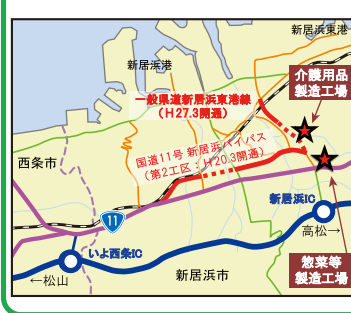 新居浜東港
新居浜港
介護用品
製造工場
一般県道新居浜東港線
（H27.3開通）
国道11号 新居浜バイパス
（第2工区：H20.3開通）
西条市
11
新居浜IC
いよ西条IC
高松→
←松山
新居浜市
惣菜等
製造工場